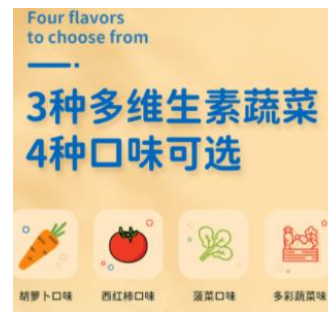 Four flavors
to choose from
3种多维生素蔬菜
4种口味可选
胡萝卜口味 西红柿口味 菠菜口味 多彩蔬菜味